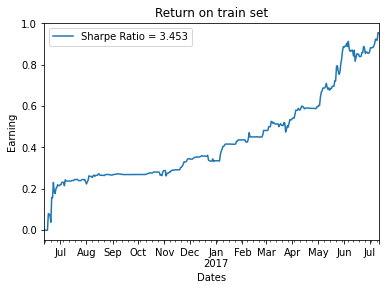 Return on train set
Sharpe Ratio = 3.453
Earning
1.0
0.8
0.6
0.4
0.2
0.0
Jul Aug Sep Oct Nov Dec Jan Feb Mar Apr May Jun Jul
2017
Dates